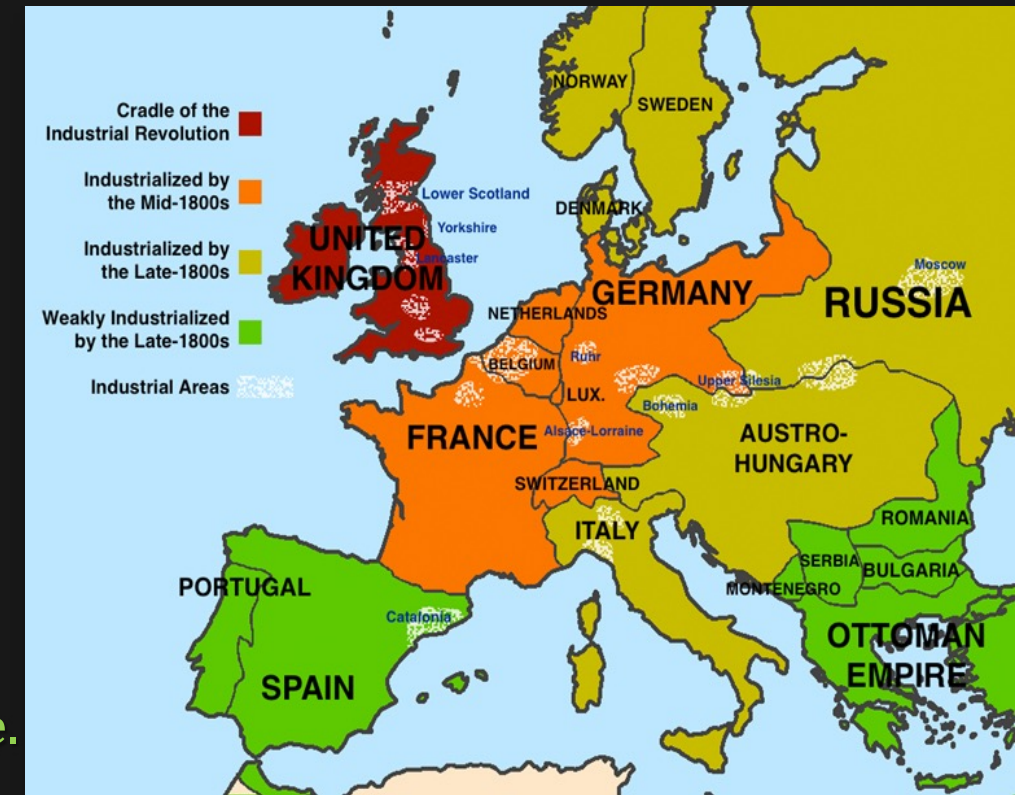 Cradle of the
Industrial Revolution
Industrialized by
the Mid-1800s
Industrialized by
the Late-1800s
Weakly Industrialized
by the Late-1800s
Industrial Areas
NORWAY
SWEDEN
DENMARK
Lower Scotland
Yorkshire
Lancaster
UNITED
KINGDOM
Moscow
RUSSIA
GERMANY
NETHERLANDS
BELGIUM
Ruhr
LUX.
Upper Silesia
Bohemia
FRANCE
Alsace-Lorraine
AUSTRO-
HUNGARY
SWITZERLAND
ITALY
ROMANIA
SERBIA
BULGARIA
MONTENEGRO
PORTUGAL
Catalonia
SPAIN
OTTOMAN
EMPIRE